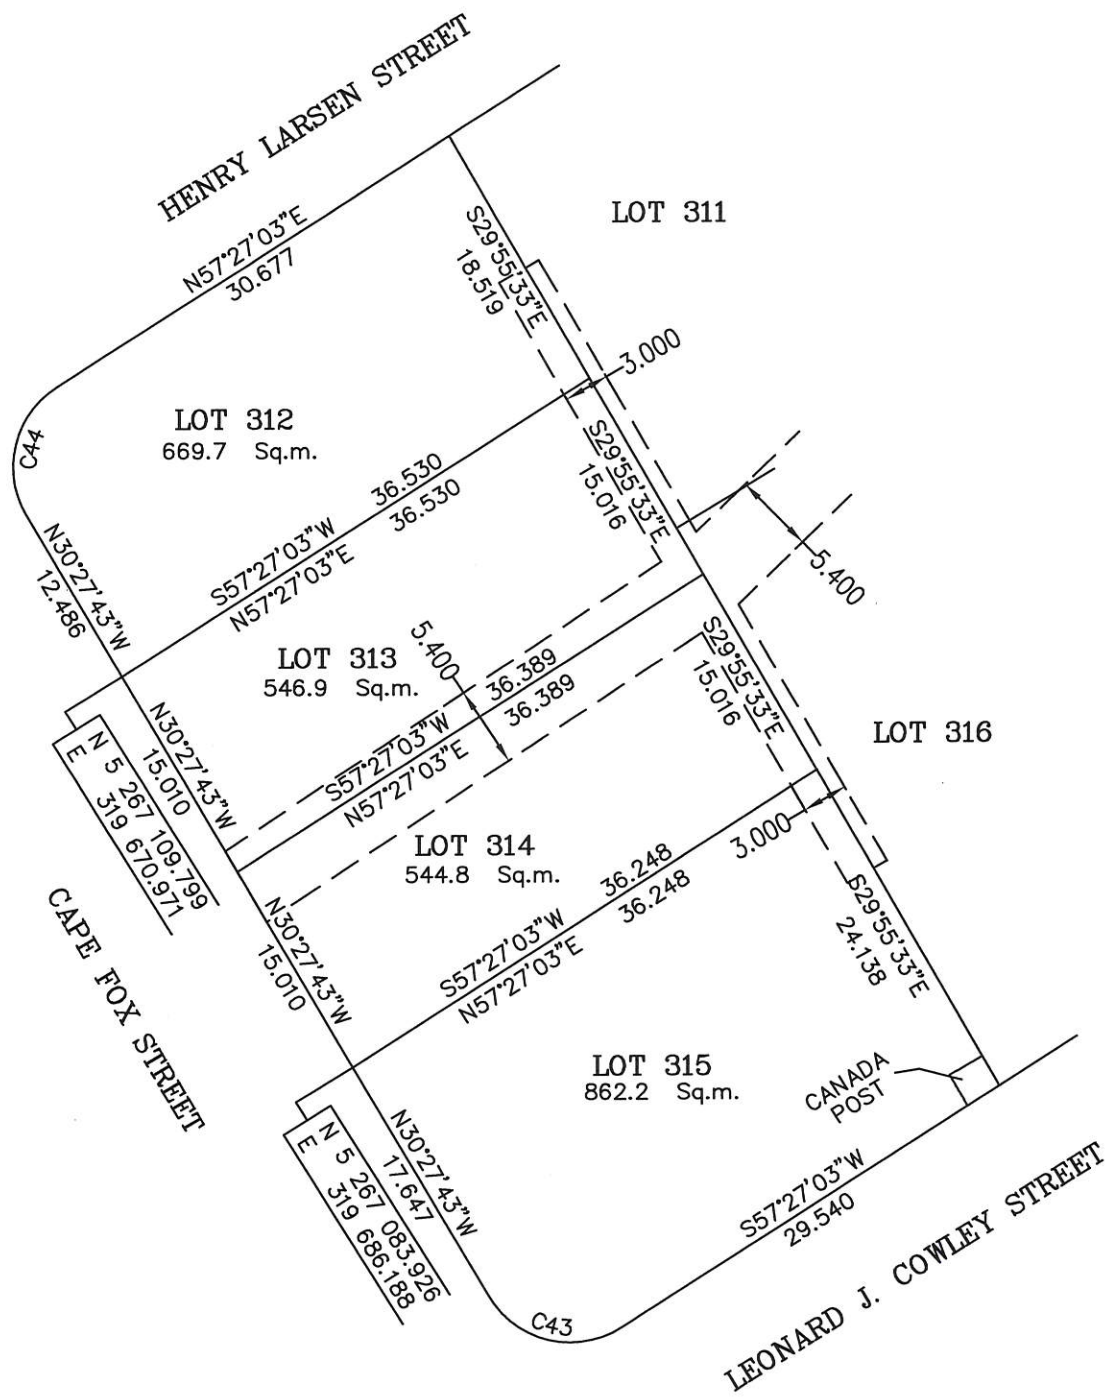 HENRY LARSEN STREET
N57°27'03"E
30.677
S29°55'33"E
18.519
LOT 311
3.000
LOT 312
669.7 Sq.m.
C44
36.530
36.530
S57°27'03"W
N57°27'03"E
S29°55'33"E
15.016
5.400
N30°27'43"W
12.486
LOT 313
546.9 Sq.m.
5.400
36.389
36.389
S57°27'03"W
N57°27'03"E
S29°55'33"E
15.016
LOT 316
N30°27'43"W
15.010
N 5 267 109.799
E 319 670.971
LOT 314
544.8 Sq.m.
3.000
36.248
36.248
S57°27'03"W
N57°27'03"E
S29°55'33"E
24.138
CAPE FOX STREET
N30°27'43"W
15.010
LOT 315
862.2 Sq.m.
CANADA
POST
N 5 267 083.926
E 319 686.188
N30°27'43"W
17.647
S57°27'03"W
29.540
C43
LEONARD J. COWLEY STREET